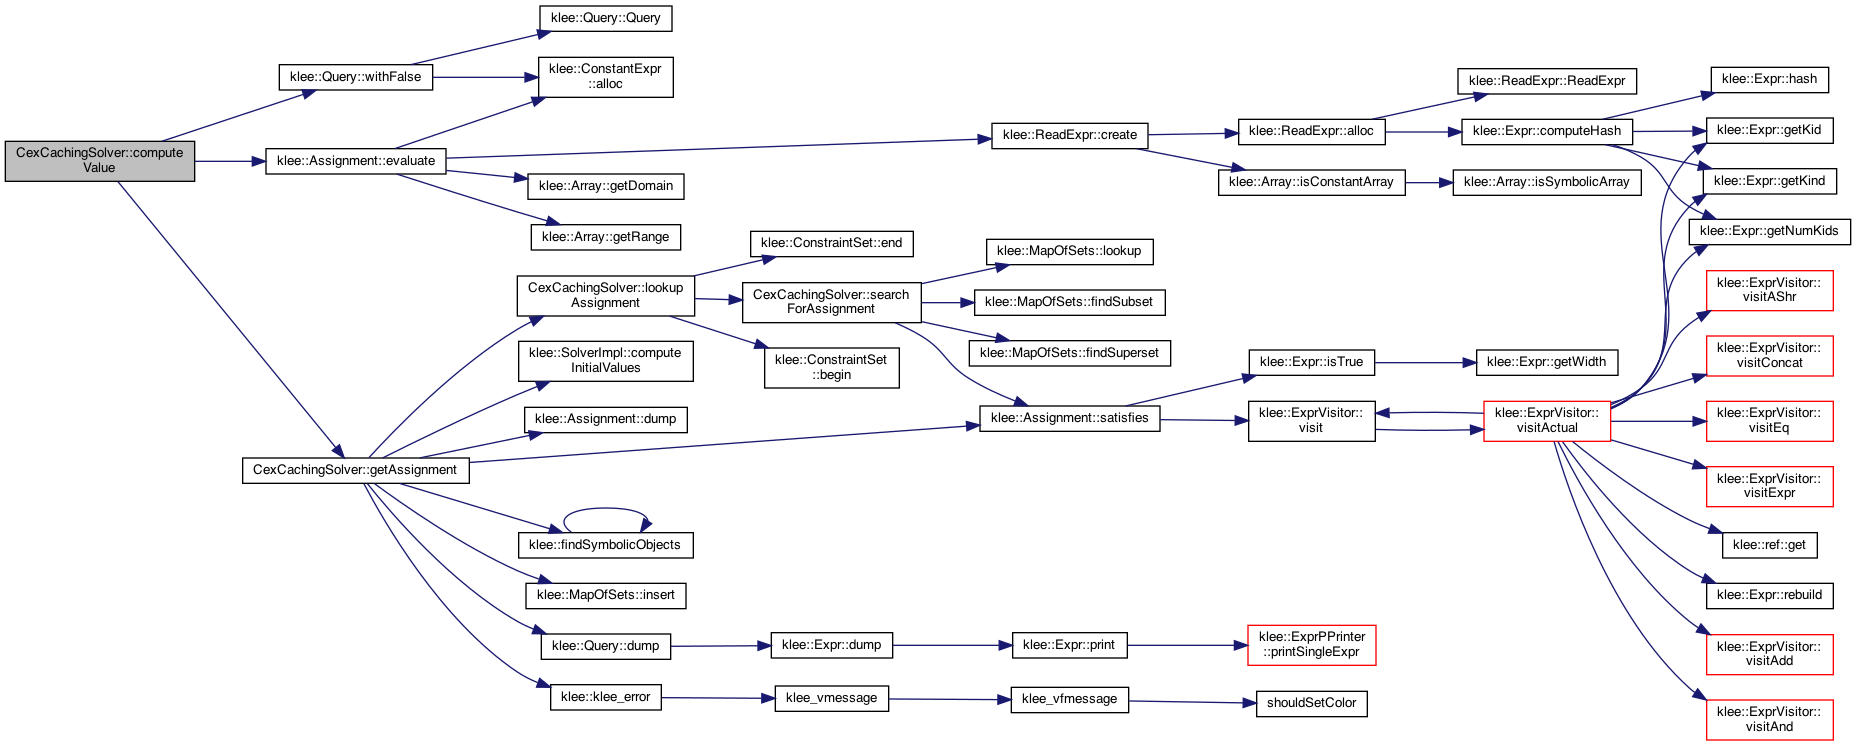 CexCachingSolver::compute
Value
klee::Query::withFalse
klee::Assignment::evaluate
CexCachingSolver::getAssignment
klee::Query::Query
klee::ConstantExpr
::alloc
klee::Array::getDomain
klee::Array::getRange
CexCachingSolver::lookup
Assignment
klee::SolverImpl::compute
InitialValues
klee::Assignment::dump
klee::findSymbolicObjects
klee::MapOfSets::insert
klee::Query::dump
klee::klee_error
klee::ConstraintSet::end
CexCachingSolver::search
ForAssignment
klee::ConstraintSet
::begin
klee::Expr::dump
klee_vmessage
klee::ReadExpr::create
klee::MapOfSets::lookup
klee::MapOfSets::findSubset
klee::MapOfSets::findSuperset
klee::Assignment::satisfies
klee::Expr::print
klee_vfmessage
klee::ReadExpr::alloc
klee::Array::isConstantArray
klee::Expr::isTrue
klee::ExprVisitor::
visit
klee::ExprPPrinter
::printSingleExpr
shouldSetColor
klee::ReadExpr::ReadExpr
klee::Expr::computeHash
klee::Array::isSymbolicArray
klee::Expr::getWidth
klee::ExprVisitor::
visitActual
klee::Expr::hash
klee::Expr::getKid
klee::Expr::getKind
klee::Expr::getNumKids
klee::ExprVisitor::
visitAShr
klee::ExprVisitor::
visitConcat
klee::ExprVisitor::
visitEq
klee::ExprVisitor::
visitExpr
klee::ref::get
klee::Expr::rebuild
klee::ExprVisitor::
visitAdd
klee::ExprVisitor::
visitAnd